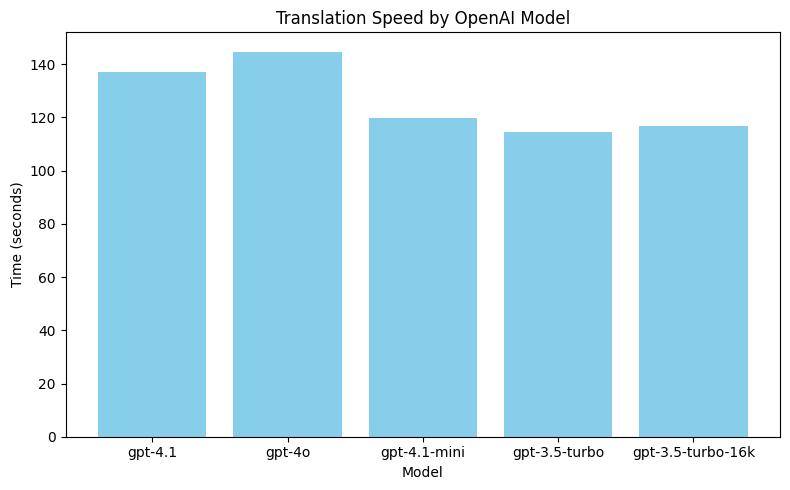 Translation Speed by OpenAI Model
Time (seconds)
140
120
100
80
60
40
20
0
gpt-4.1 gpt-4o gpt-4.1-mini gpt-3.5-turbo gpt-3.5-turbo-16k
Model